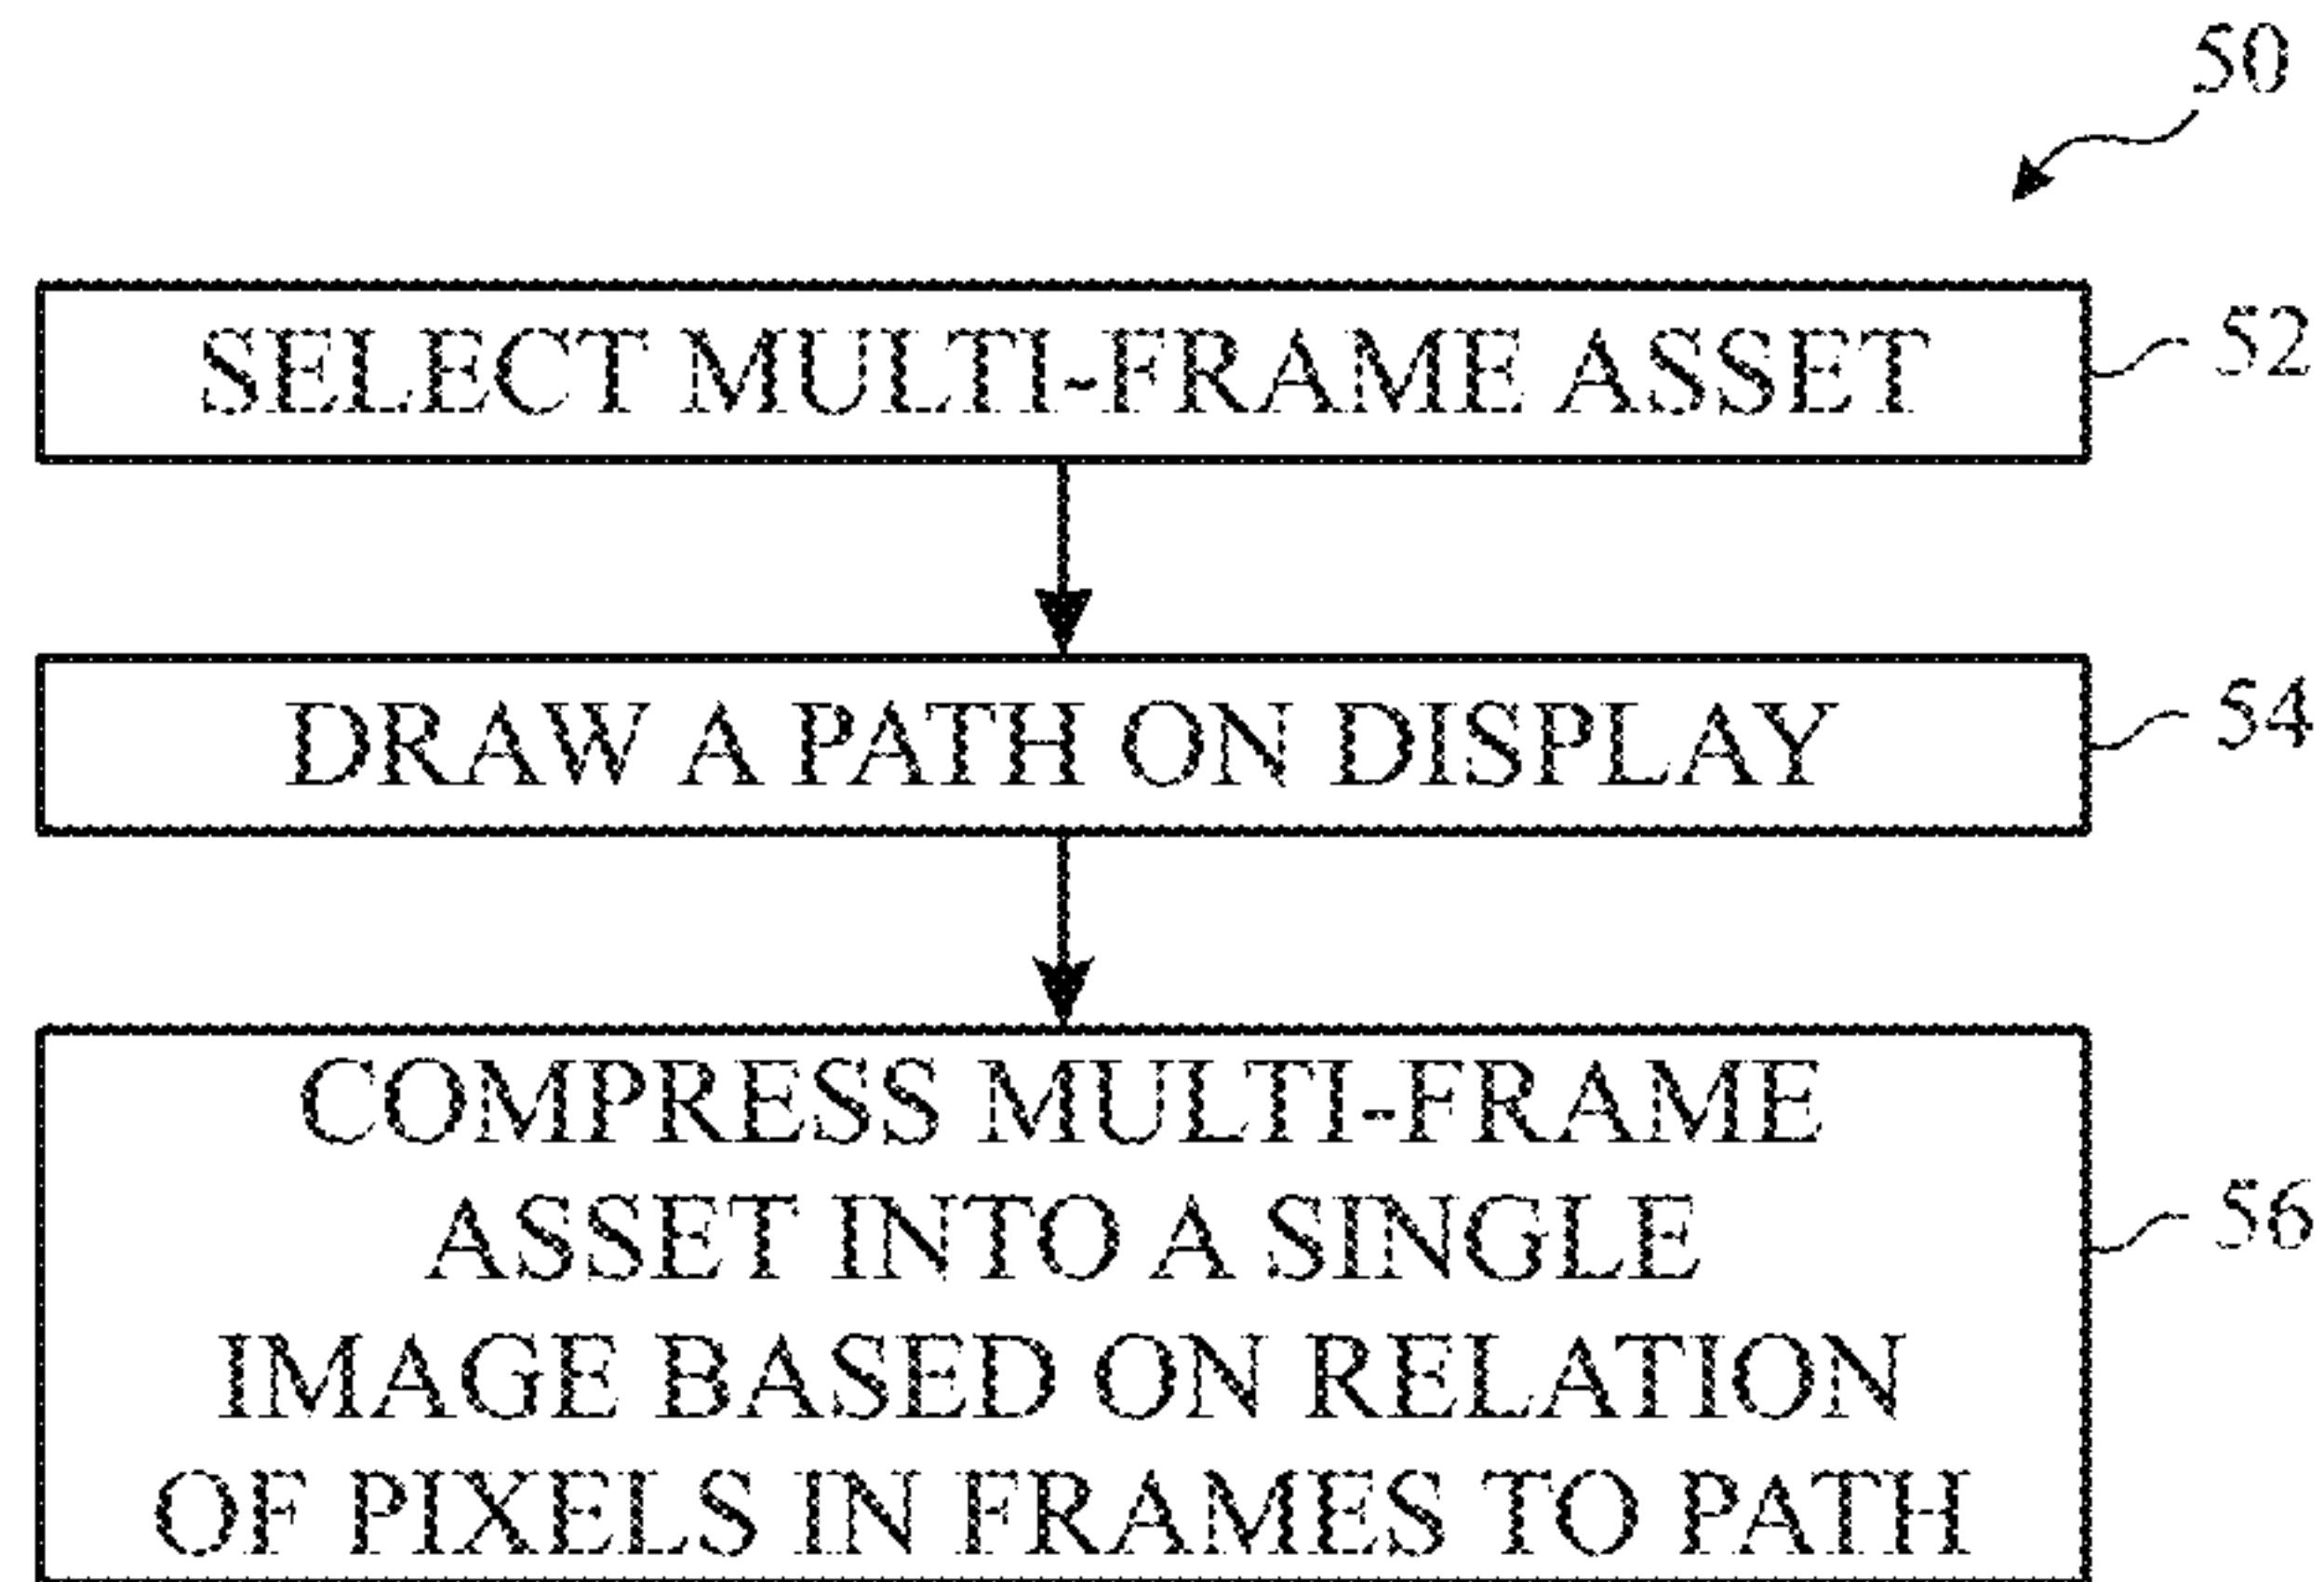 50
SELECT MULTI-FRAME ASSET
52
DRAW A PATH ON DISPLAY
54
COMPRESS MULTI-FRAME
ASSET INTO A SINGLE
IMAGE BASED ON RELATION
OF PIXELS IN FRAMES TO PATH
56